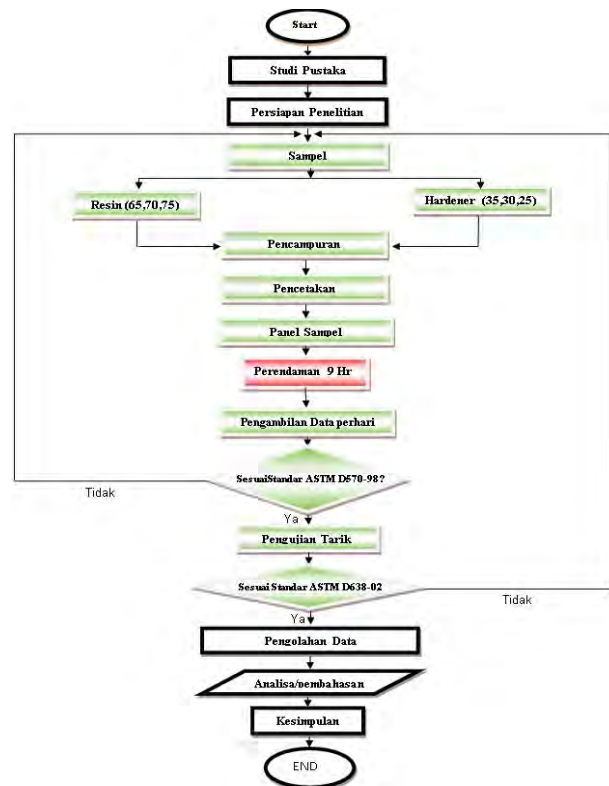 Start
Studi Pustaka
Persiapan Penelitian
Sampel
Resin (65,70,75)
Hardener (35,30,25)
Pencampuran
Pencetakan
Panel Sampel
Perendaman 9 Hr
Pengambilan Data perhari
SesuaiStandar ASTM D570-98?
Tidak
Ya
Pengujian Tarik
Sesuai Standar ASTM D638-02
Tidak
Ya
Pengolahan Data
Analisa/pembahasan
Kesimpulan
END